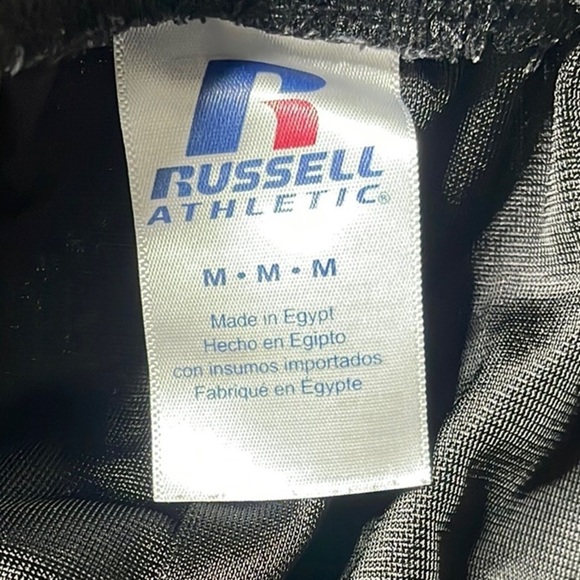 RUSSELL
ATHLETIC®
M • M • M
Made in Egypt
Hecho en Egipto
con insumos importados
Fabriqué en Égypte